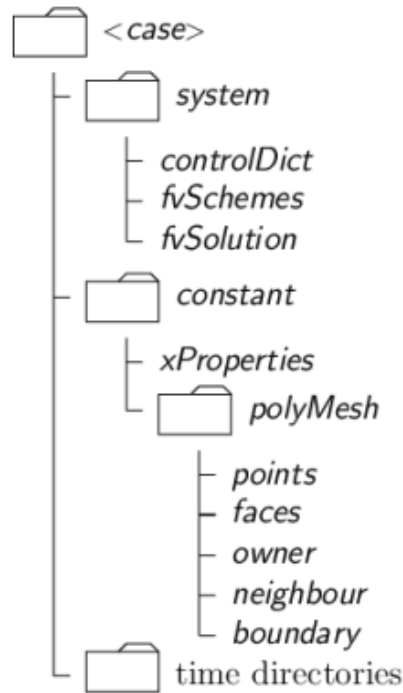 <case>
system
controlDict
fvSchemes
fvSolution
constant
xProperties
polyMesh
points
faces
owner
neighbour
boundary
time directories